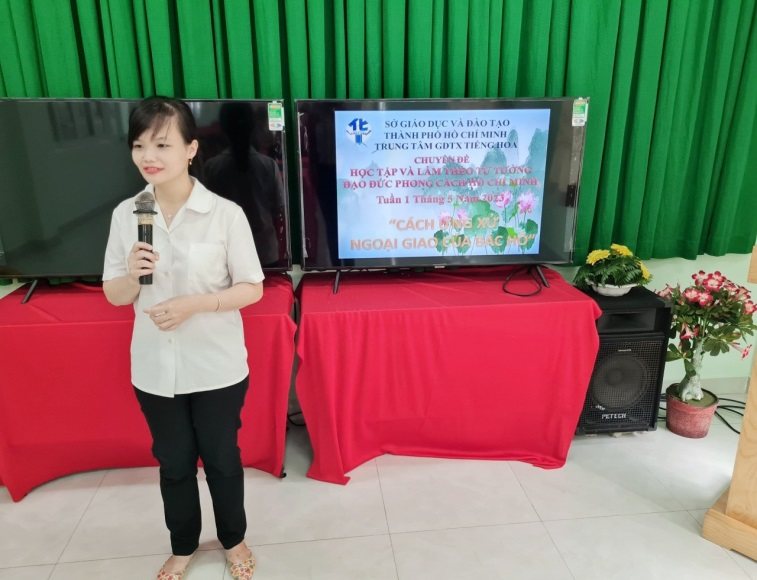 SỞ GIÁO DỤC VÀ ĐÀO TẠO
THÀNH PHỐ HỒ CHÍ MINH
TRUNG TÂM GDTX TIẾNG HOA
CHUYÊN ĐỀ
HỌC TẬP VÀ LÀM THEO TƯ TƯỞNG
ĐẠO ĐỨC PHONG CÁCH HỒ CHÍ MINH
Tuần 1 Tháng 5 Năm 2023
"CÁCH ỨNG XỬ
NGOẠI GIAO CỦA BÁC HỒ"
PETECH